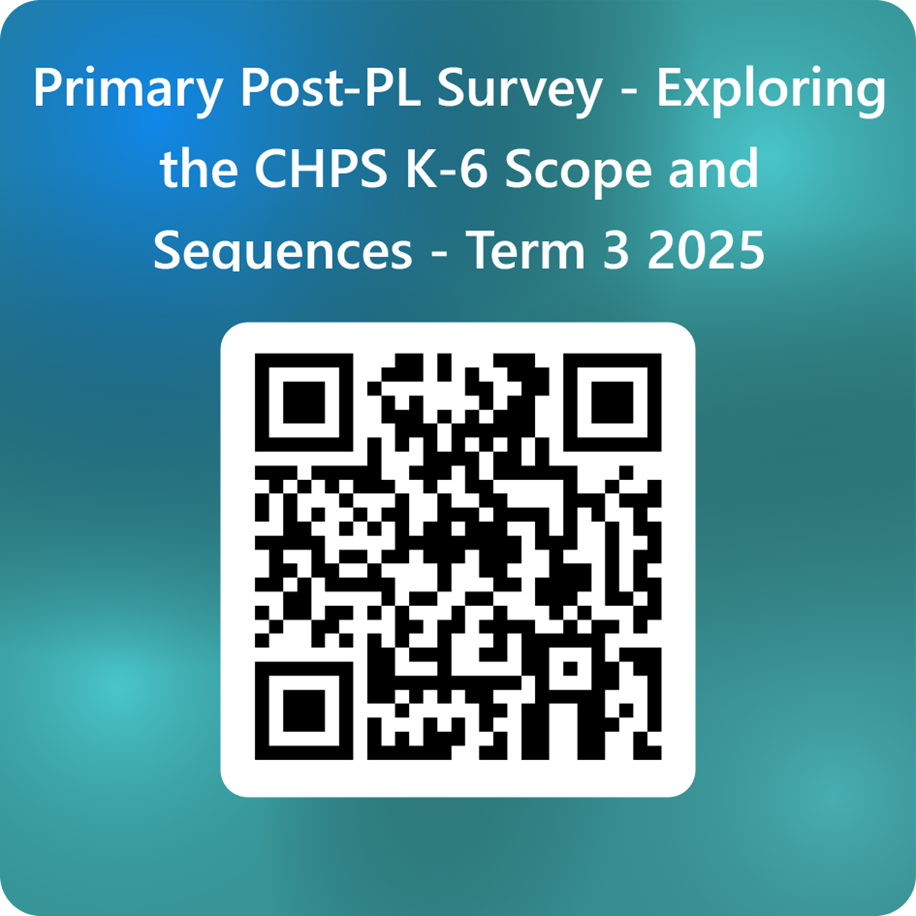 Primary Post-PL Survey - Exploring
the CHPS K-6 Scope and
Sequences - Term 3 2025